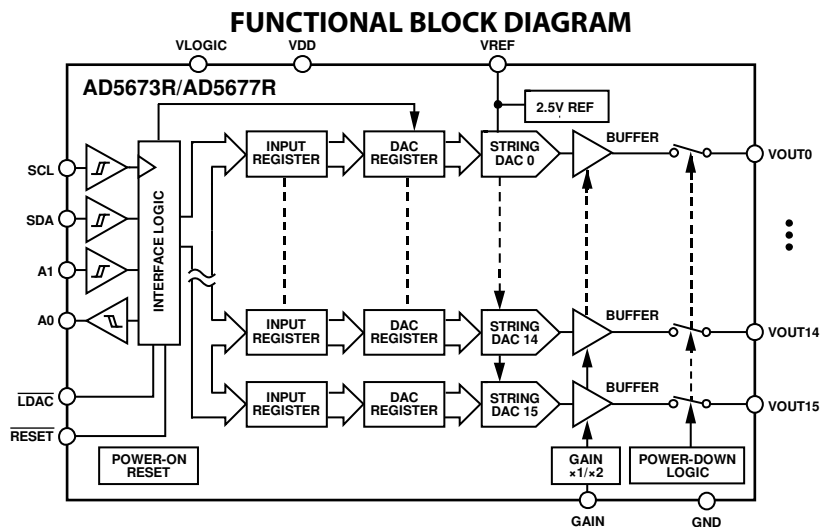 FUNCTIONAL BLOCK DIAGRAM
VLOGIC
VDD
VREF
AD5673R/AD5677R
2.5V REF
SCL
SDA
A1
A0
LDAC
RESET
INTERFACE LOGIC
INPUT
REGISTER
DAC
REGISTER
STRING
DAC 0
BUFFER
VOUT0
INPUT
REGISTER
DAC
REGISTER
STRING
DAC 14
BUFFER
VOUT14
INPUT
REGISTER
DAC
REGISTER
STRING
DAC 15
BUFFER
VOUT15
POWER-ON
RESET
GAIN
×1/×2
POWER-DOWN
LOGIC
GAIN
GND